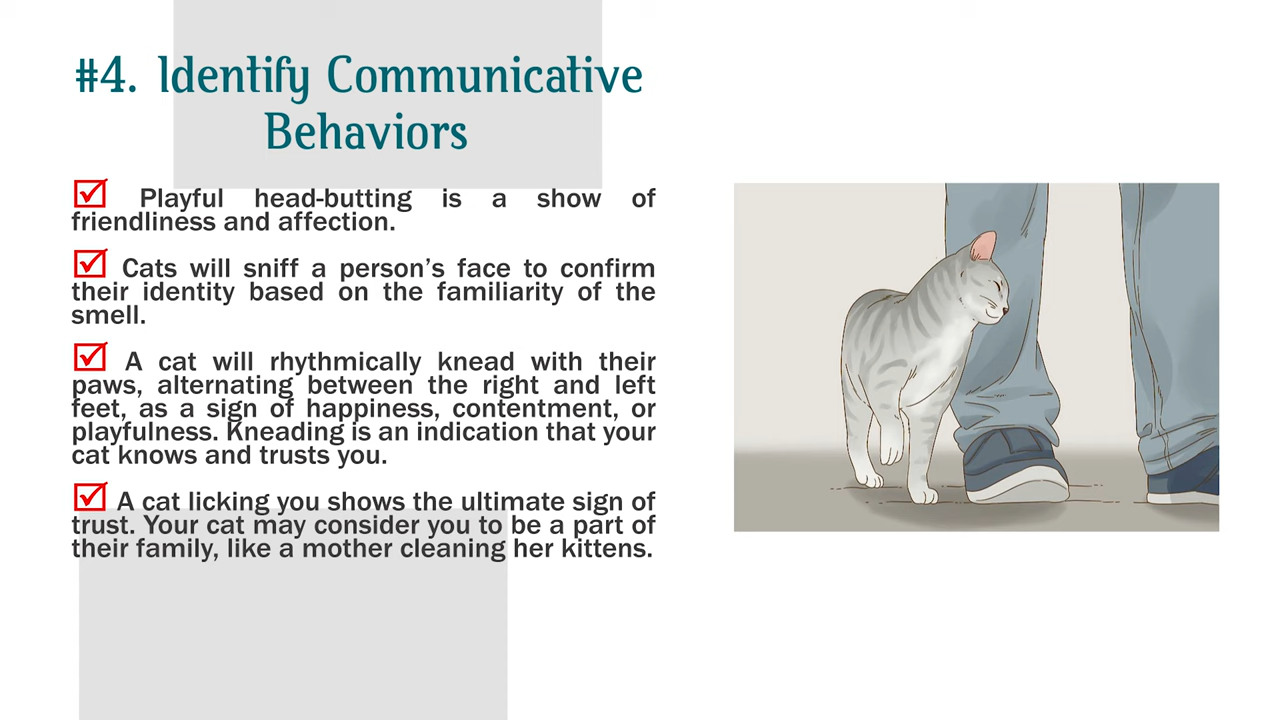 #4. Identify Communicative
Behaviors
Playful head-butting is a show of
friendliness and affection.
Cats will sniff a person's face to confirm
their identity based on the familiarity of the
smell.
A cat will rhythmically knead with their
paws, alternating between the right and left
feet, as a sign of happiness, contentment, or
playfulness. Kneading is an indication that your
cat knows and trusts you.
A cat licking you shows the ultimate sign of
trust. Your cat may consider you to be a part of
their family, like a mother cleaning her kittens.